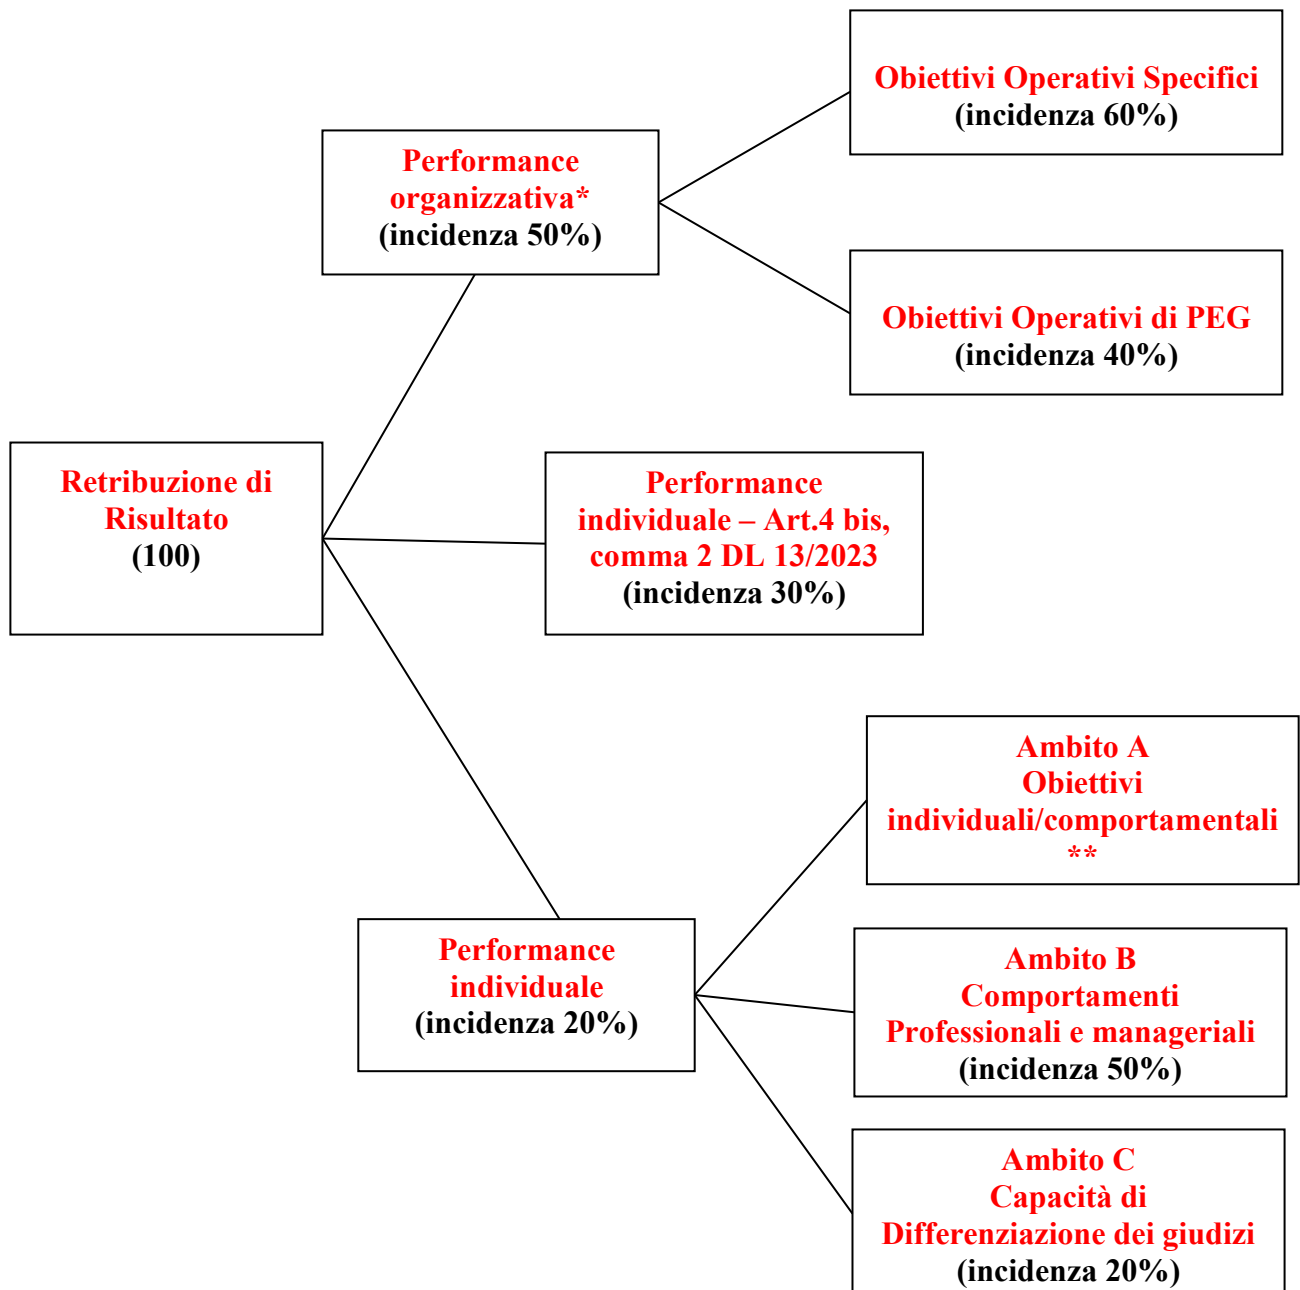 Obiettivi Operativi Specifici
(incidenza 60%)
Performance
organizzativa*
(incidenza 50%)
Obiettivi Operativi di PEG
(incidenza 40%)
Retribuzione di
Risultato
(100)
Performance
individuale – Art.4 bis,
comma 2 DL 13/2023
(incidenza 30%)
Ambito A
Obiettivi
individuali/comportamentali
**
Performance
individuale
(incidenza 20%)
Ambito B
Comportamenti
Professionali e manageriali
(incidenza 50%)
Ambito C
Capacità di
Differenziazione dei giudizi
(incidenza 20%)